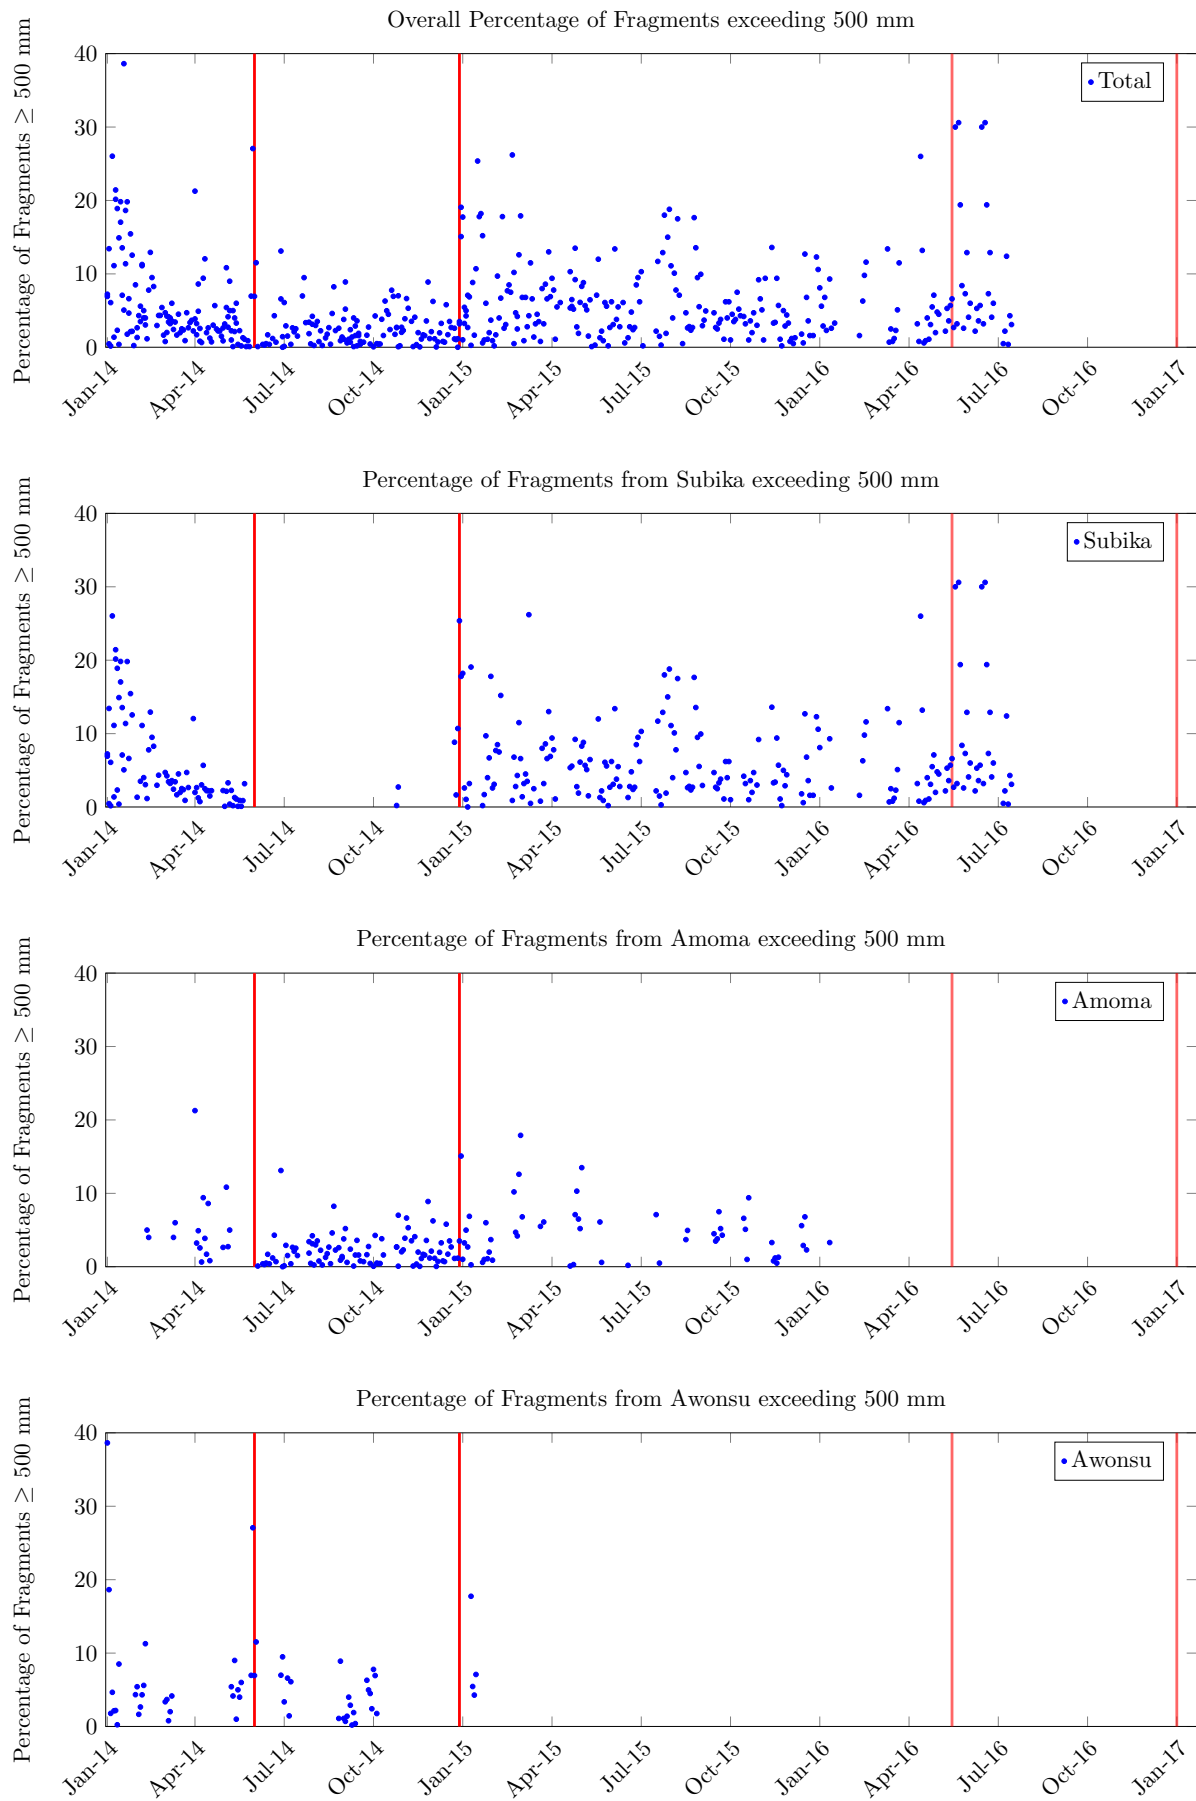 Overall Percentage of Fragments exceeding 500 mm
Percentage of Fragments ≥ 500 mm
40
30
20
10
0
Total
Jan-14 Apr-14 Jul-14 Oct-14 Jan-15 Apr-15 Jul-15 Oct-15 Jan-16 Apr-16 Jul-16 Oct-16 Jan-17
Percentage of Fragments from Subika exceeding 500 mm
Percentage of Fragments ≥ 500 mm
40
30
20
10
0
Subika
Jan-14 Apr-14 Jul-14 Oct-14 Jan-15 Apr-15 Jul-15 Oct-15 Jan-16 Apr-16 Jul-16 Oct-16 Jan-17
Percentage of Fragments from Amoma exceeding 500 mm
Percentage of Fragments ≥ 500 mm
40
30
20
10
0
Amoma
Jan-14 Apr-14 Jul-14 Oct-14 Jan-15 Apr-15 Jul-15 Oct-15 Jan-16 Apr-16 Jul-16 Oct-16 Jan-17
Percentage of Fragments from Awonsu exceeding 500 mm
Percentage of Fragments ≥ 500 mm
40
30
20
10
0
Awonsu
Jan-14 Apr-14 Jul-14 Oct-14 Jan-15 Apr-15 Jul-15 Oct-15 Jan-16 Apr-16 Jul-16 Oct-16 Jan-17